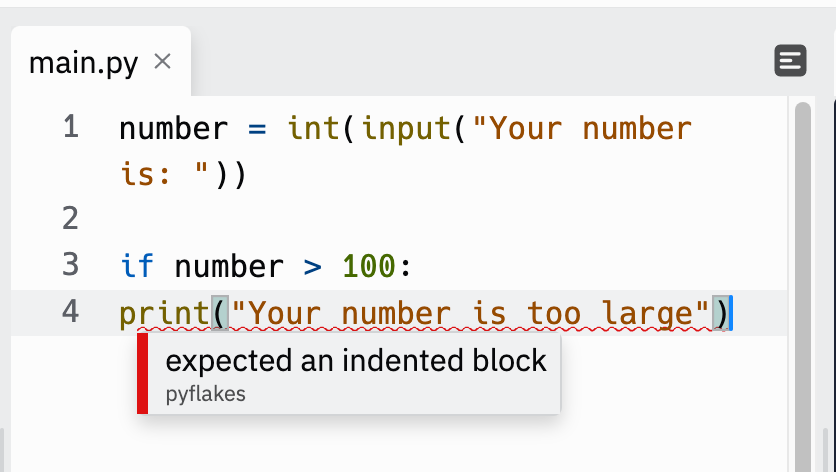 main.py ×
1 number = int(input("Your number
is: "))
2
3 if number > 100:
4 print("Your number is too large")
expected an indented block
pyflakes